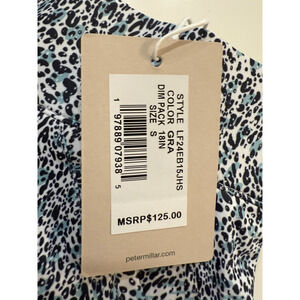 STYLE LF24EB15JHS
COLOR GRA
DIM PACK 18IN
SIZE S
1 97889 07938 5
MSRP$125.00
petermillar.com